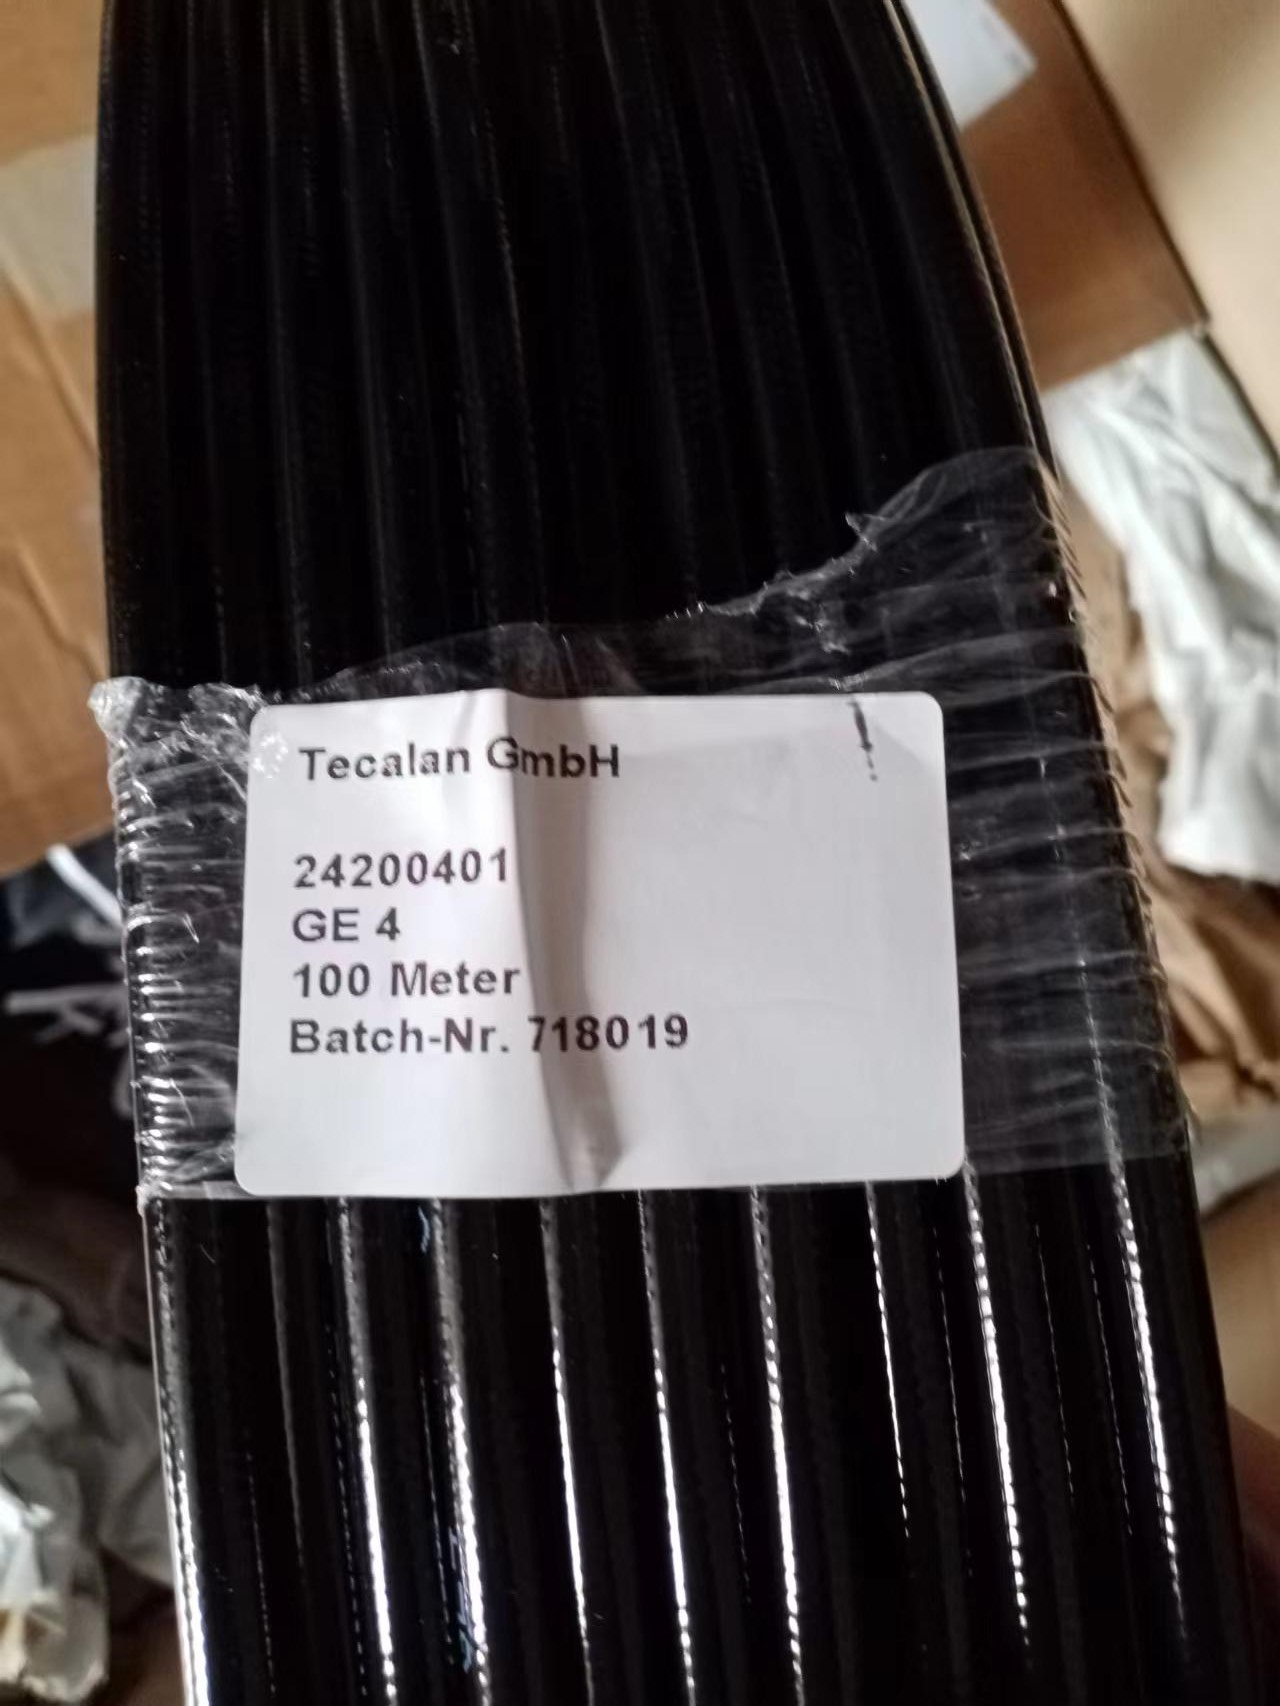 Tecalan GmbH
24200401
GE 4
100 Meter
Batch-Nr. 718019